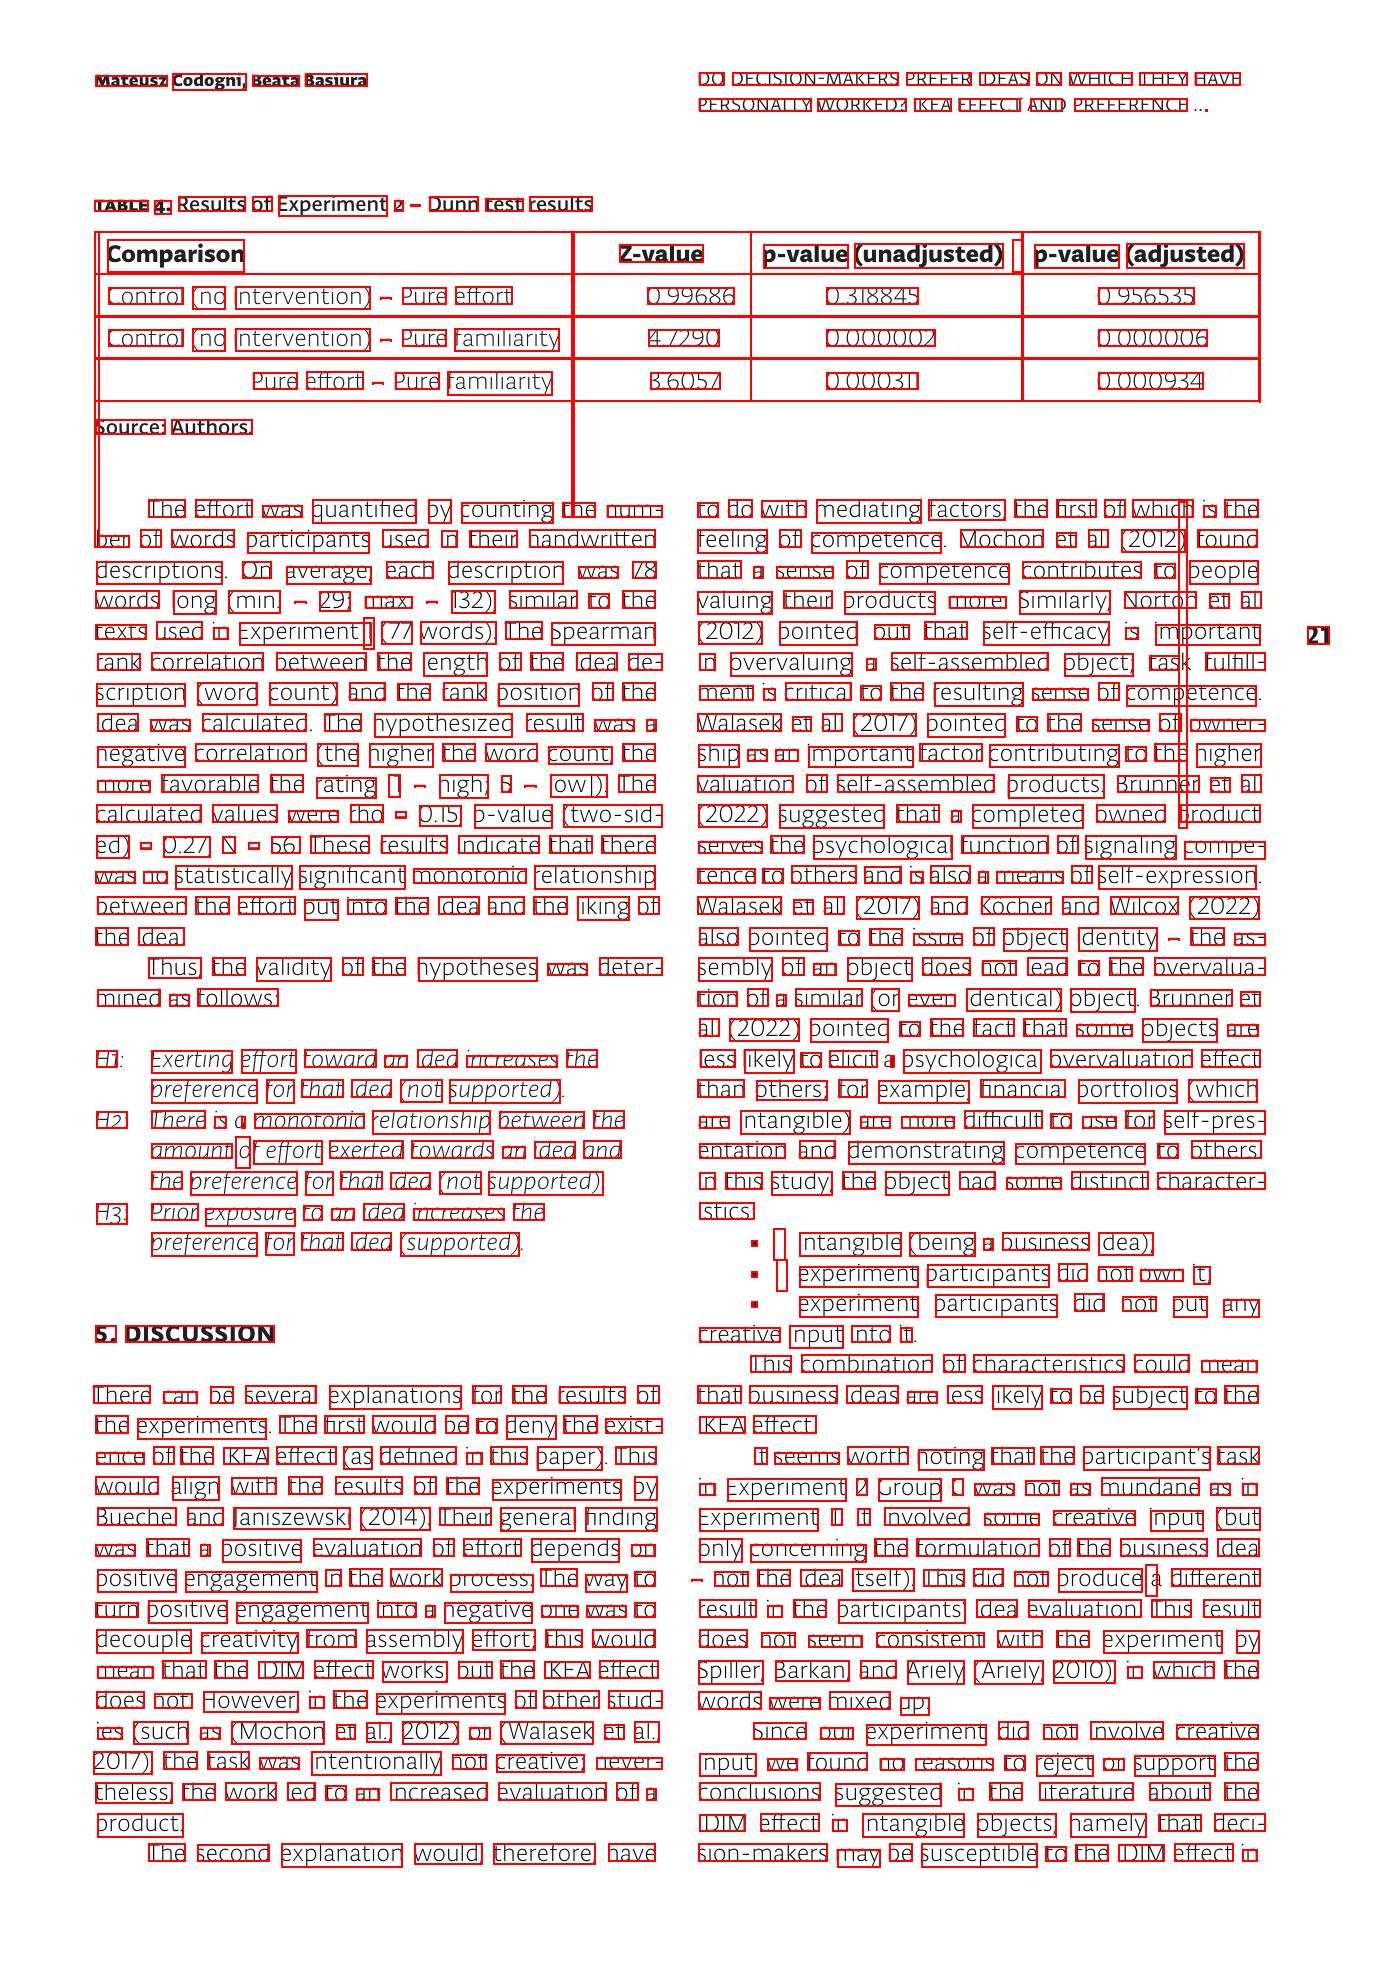 Mateusz Codogni, Beata Basiura
DO DECISION-MAKERS PREFER IDEAS ON WHICH THEY HAVE
PERSONALLY WORKED? IKEA EFFECT AND PREFERENCE ...
TABLE 4. Results of Experiment 2 – Dunn test results
Comparison Z-value p-value (unadjusted) p-value (adjusted)
Control (no intervention) – Pure effort 0.99686 0.318845 0.956535
Control (no intervention) – Pure familiarity 4.7290 0.000002 0.000006
Pure effort – Pure familiarity 3.6057 0.000311 0.000934
Source: Authors.
The effort was quantified by counting the num-
ber of words participants used in their handwritten
descriptions. On average, each description was 78
words long (min. – 29; max – 132), similar to the
texts used in Experiment 1 (77 words). The Spearman
rank correlation between the length of the idea de-
scription (word count) and the rank position of the
idea was calculated. The hypothesized result was a
negative correlation (the higher the word count, the
more favorable the rating [1 – high; 5 – low]). The
calculated values were rho = 0.15, p-value (two-sid-
ed) = 0.27, N = 56. These results indicate that there
was no statistically significant monotonic relationship
between the effort put into the idea and the liking of
the idea.
Thus, the validity of the hypotheses was deter-
mined as follows:
H1: Exerting effort toward an idea increases the
preference for that idea (not supported).
H2: There is a monotonic relationship between the
amount of effort exerted towards an idea and
the preference for that idea (not supported).
H3: Prior exposure to an idea increases the
preference for that idea (supported).
5. DISCUSSION
There can be several explanations for the results of
the experiments. The first would be to deny the exist-
ence of the IKEA effect (as defined in this paper). This
would align with the results of the experiments by
Buechel and Janiszewski (2014). Their general finding
was that a positive evaluation of effort depends on
positive engagement in the work process. The way to
turn positive engagement into a negative one was to
decouple creativity from assembly effort; this would
mean that the IDIM effect works, but the IKEA effect
does not. However, in the experiments of other stud-
ies (such as (Mochon et al., 2012) or (Walasek et al.
2017) the task was intentionally not creative; never-
theless, the work led to an increased evaluation of a
product.
The second explanation would, therefore, have
to do with mediating factors, the first of which is the
feeling of competence. Mochon et al. (2012) found
that a sense of competence contributes to people
valuing their products more. Similarly, Norton et al.
(2012) pointed out that self-efficacy is important
in overvaluing a self-assembled object; task fulfill-
ment is critical to the resulting sense of competence.
Walasek et al. (2017) pointed to the sense of owner-
ship as an important factor contributing to the higher
valuation of self-assembled products. Brunner et al.
(2022) suggested that a completed owned product
serves the psychological function of signaling compe-
tence to others and is also a means of self-expression.
Walasek et al. (2017) and Köcher and Wilcox (2022)
also pointed to the issue of object identity – the as-
sembly of an object does not lead to the overvalua-
tion of a similar (or even identical) object. Brunner et
al. (2022) pointed to the fact that some objects are
less likely to elicit a psychological overvaluation effect
than others; for example, financial portfolios (which
are intangible) are more difficult to use for self-pres-
entation and demonstrating competence to others.
In this study, the object had some distinct character-
istics:
▪ intangible (being a business idea),
▪ experiment participants did not own it;
▪ experiment participants did not put any
creative input into it.
This combination of characteristics could mean
that business ideas are less likely to be subject to the
IKEA effect.
It seems worth noting that the participant's task
in Experiment 2 Group C was not as mundane as in
Experiment 1. It involved some creative input (but
only concerning the formulation of the business idea
– not the idea itself). This did not produce a different
result in the participants' idea evaluation. This result
does not seem consistent with the experiment by
Spiller, Barkan, and Ariely (Ariely, 2010), in which the
words were mixed up.
Since our experiment did not involve creative
input, we found no reasons to reject or support the
conclusions suggested in the literature about the
IDIM effect in intangible objects, namely that deci-
sion-makers may be susceptible to the IDIM effect in
21